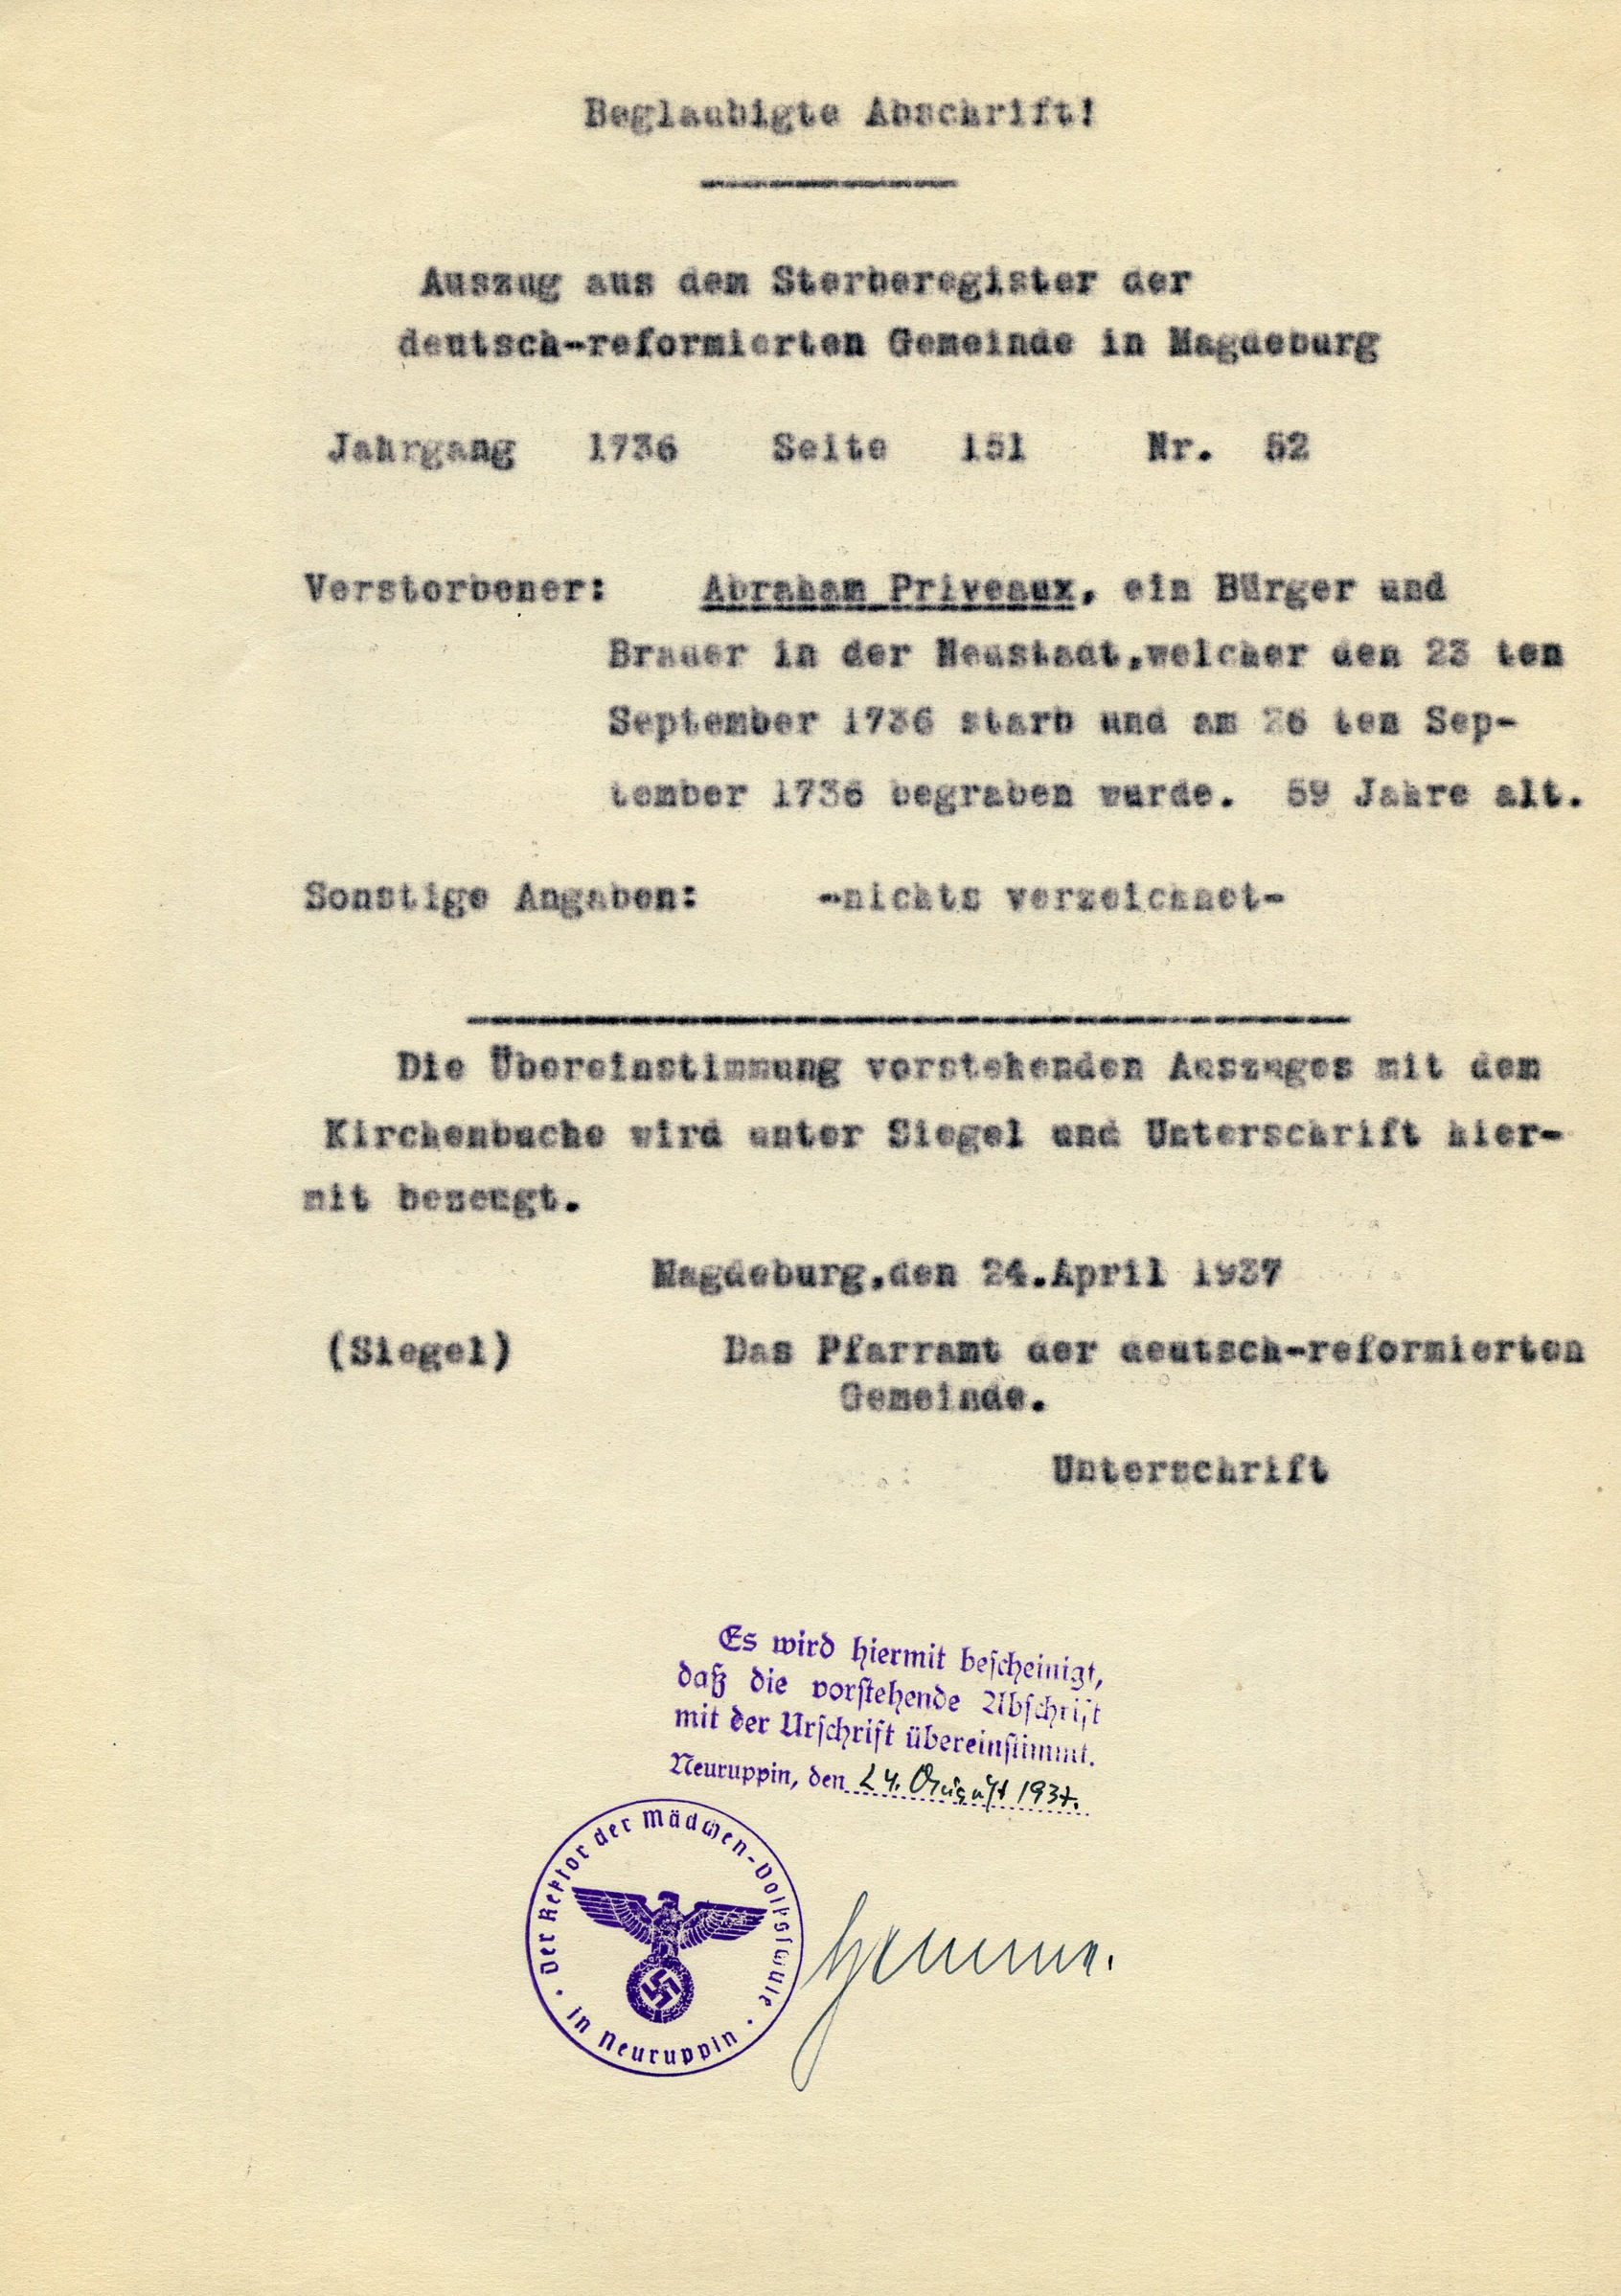 Beglaubigte Abschrift!
Auszug aus dem Sterberegister der
deutsch-reformierten Gemeinde in Magdeburg
Jahrgang 1736 Seite 151 Nr. 52
Verstorbener: Abraham Priveaux, ein Bürger und
Brauer in der Neustadt,welcher den 23 ten
September 1736 starb und am 26 ten Sep-
tember 1736 begraben wurde. 59 Jahre alt.
Sonstige Angaben: -nichts verzeichnet-
Die Übereinstimmung vorstehenden Auszuges mit dem
Kirchenbuche wird unter Siegel und Unterschrift hier-
mit bezeugt.
Magdeburg,den 24.April 1937
(Siegel) Das Pfarramt der deutsch-reformierten
Gemeinde.
Unterschrift
Es wird hiermit bescheinigt,
daß die vorstehende Abschrift
mit der Urschrift übereinstimmt.
Neuruppin, den 24. August 1937.
Der Rektor der Mädchen-Volksschule
in Neuruppin